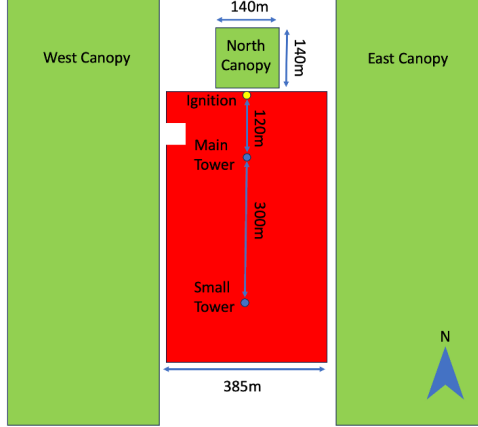 140m
West Canopy
North
Canopy
140m
East Canopy
Ignition
120m
Main
Tower
300m
Small
Tower
N
385m